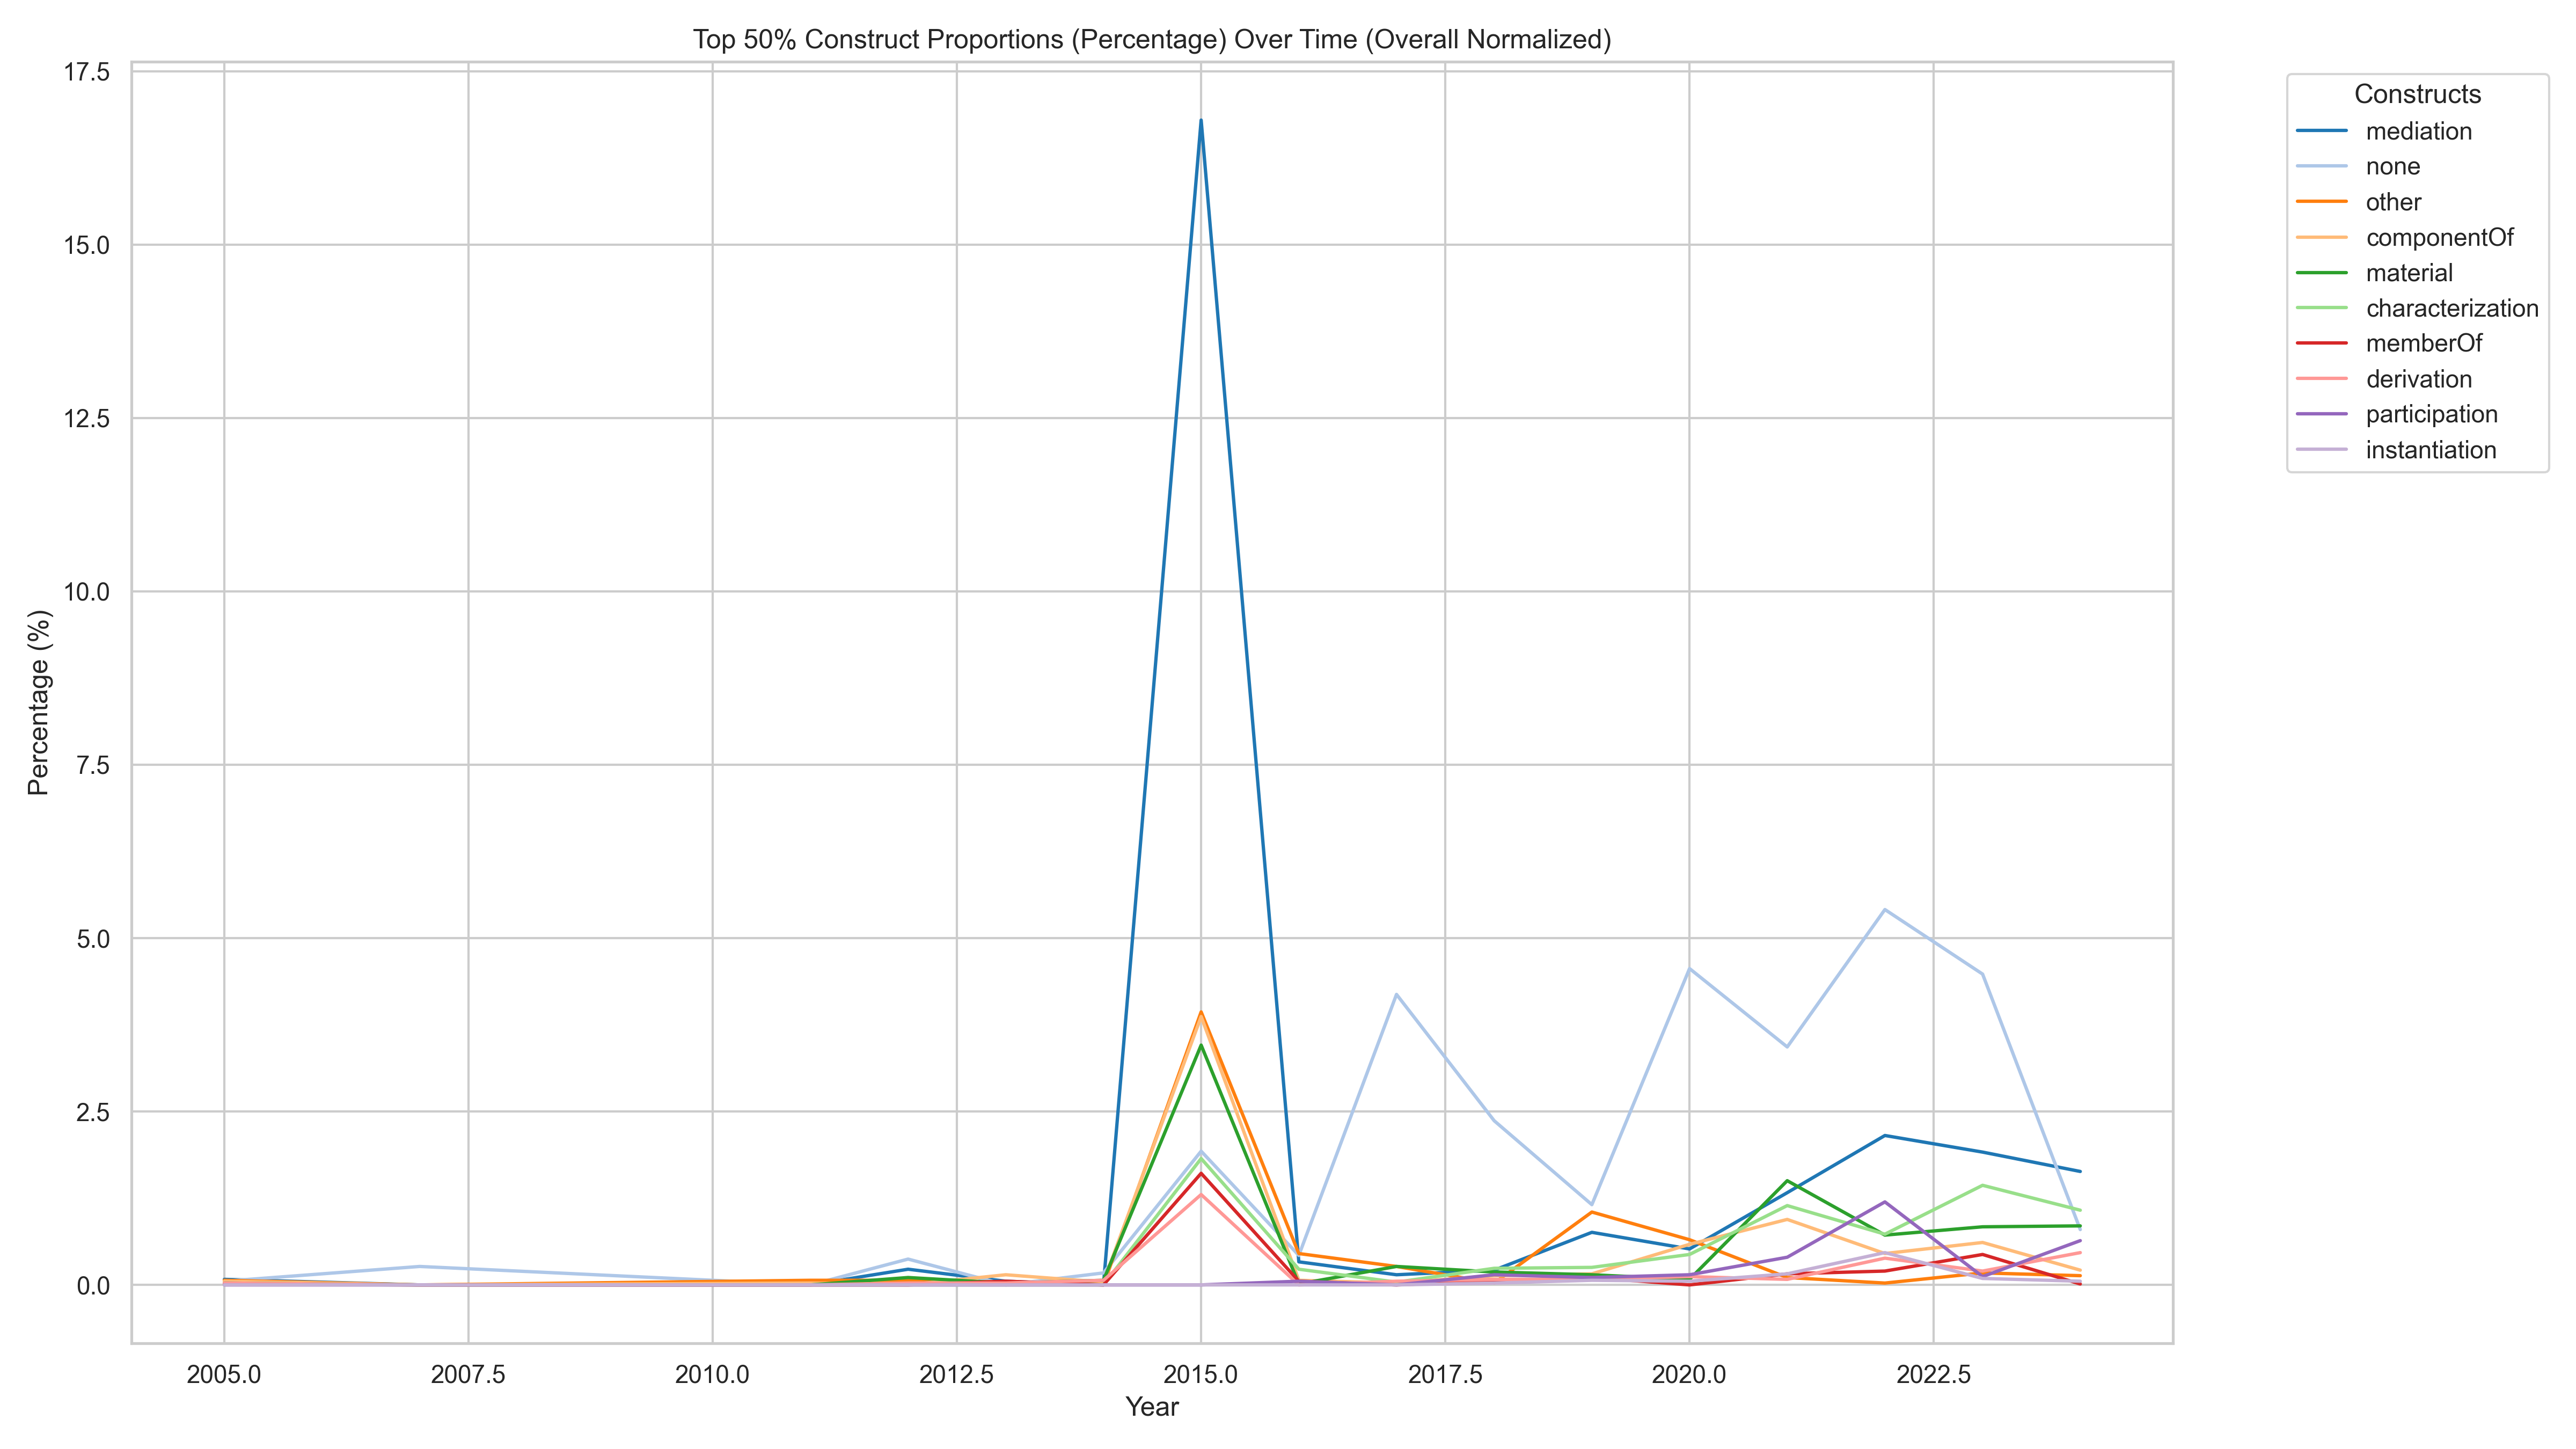 Top 50% Construct Proportions (Percentage) Over Time (Overall Normalized)
17.5
15.0
12.5
10.0
7.5
5.0
2.5
0.0
Percentage (%)
2005.0
2007.5
2010.0
2012.5
2015.0
2017.5
2020.0
2022.5
Year
Constructs
mediation
none
other
componentOf
material
characterization
memberOf
derivation
participation
instantiation